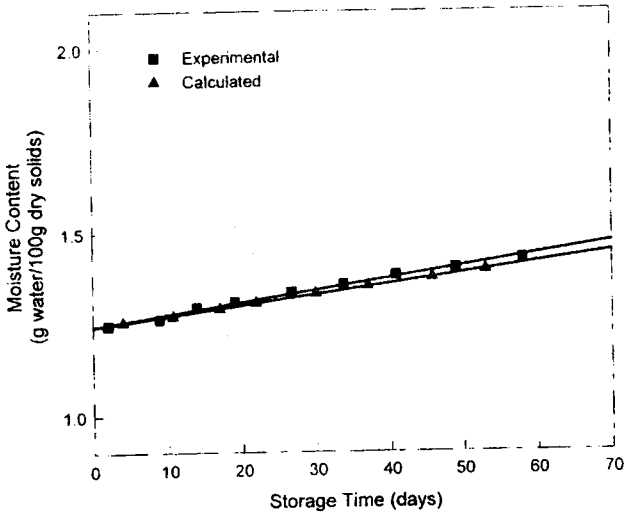 2.0
Experimental
Calculated
1.5
1.0
Moisture Content
(g water/100g dry solids)
0 10 20 30 40 50 60 70
Storage Time (days)